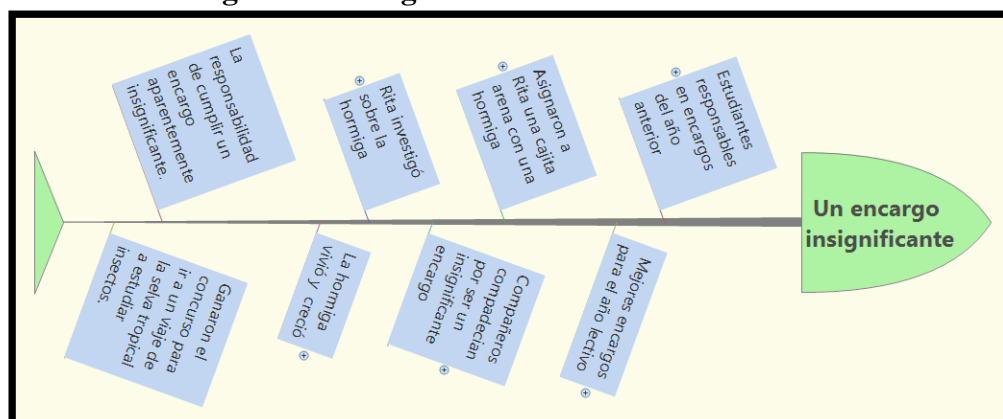 La
responsabilidad
de cumplir un
encargo
aparentemente
insignificante.
Rita investigó
sobre la
hormiga
Asignaron a
Rita una cajita
arena con una
hormiga
Estudiantes
responsables
en encargos
del año
anterior
Un encargo
insignificante
Ganaron el
concurso para
ir a un viaje de
la selva tropical
a estudiar
insectos.
La hormiga
vivió y creció
Compañeros
compadecian
por ser un
insignificante
encargo
Mejores encargos
para el año lectivo